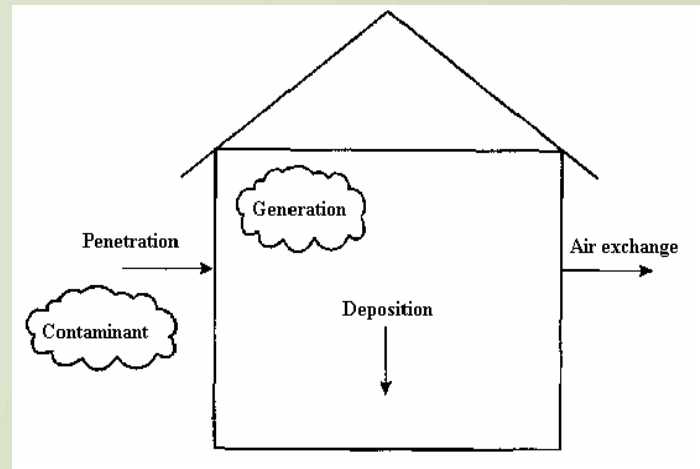 Generation
Penetration
Air exchange
Contaminant
Deposition